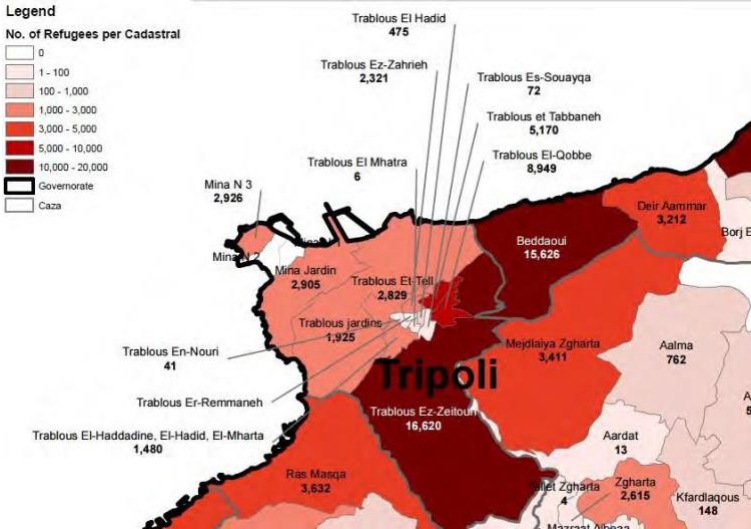 Legend
No. of Refugees per Cadastral
0
1 - 100
100 - 1,000
1,000 - 3,000
3,000 - 5,000
5,000 - 10,000
10,000 - 20,000
Governorate
Caza
Trablous El Hadid
475
Trablous Ez-Zahrieh
2,321
Trablous Es-Souayqa
72
Trablous et Tabbaneh
5,170
Trablous El-Qobbe
8,949
Trablous El Mhatra
6
Mina N 3
2,926
Mina N 2
Mina Jardin
2,905
Trablous Et-Tell
2,829
Trablous jardins
1,925
Beddaoui
15,626
Deir Aammar
3,212
Borj
Mejdlaiya Zgharta
3,411
Aalma
762
Trablous En-Nouri
41
Tripoli
Trablous Er-Remmaneh
Trablous Ez-Zeitoun
16,620
Trablous El-Haddadine, El-Hadid, El-Mharta
1,480
Aardat
13
Ras Masqa
3,632
Zgharta
4
Zgharta
2,615
Kfardlaqous
148
Mazraat